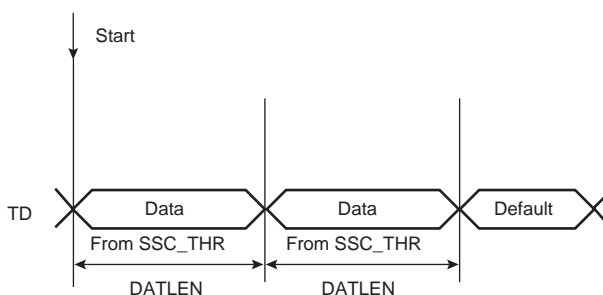 Start
TD
Data
Data
Default
From SSC_THR
From SSC_THR
DATLEN
DATLEN